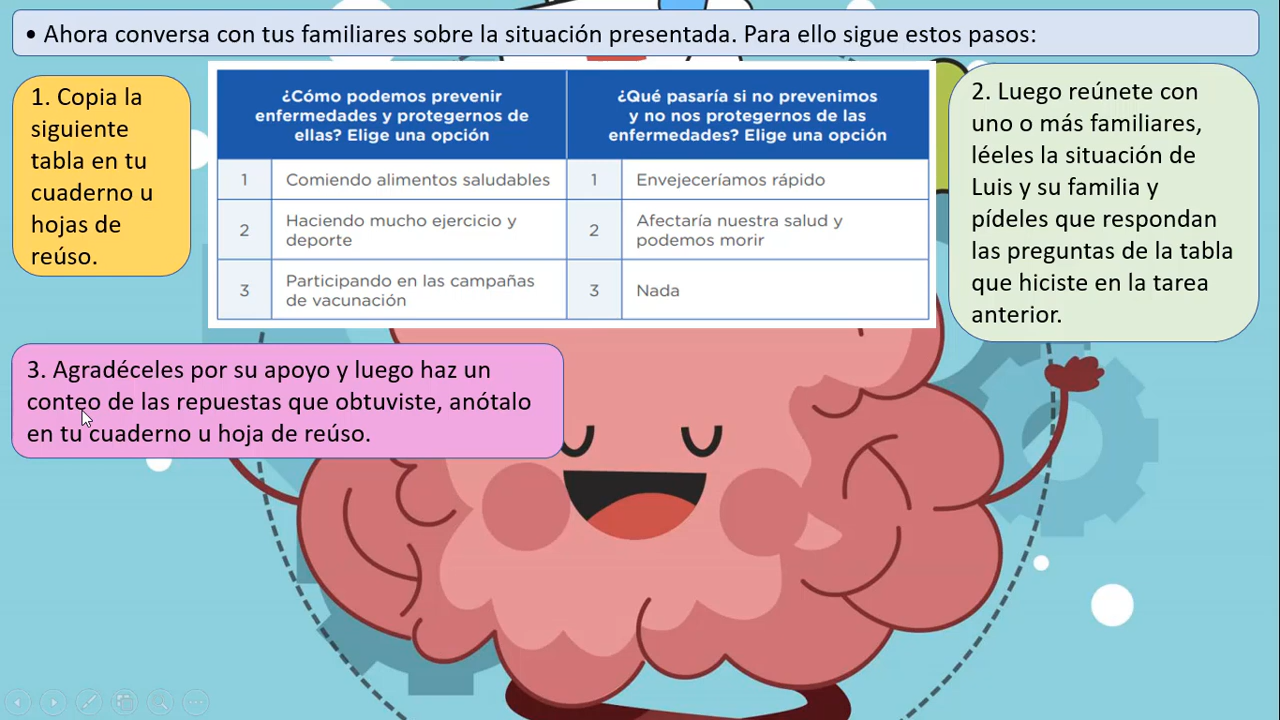 • Ahora conversa con tus familiares sobre la situación presentada. Para ello sigue estos pasos:
1. Copia la
siguiente
tabla en tu
cuaderno u
hojas de
reúso.
¿Cómo podemos prevenir
enfermedades y protegernos de
ellas? Elige una opción
¿Qué pasaría si no prevenimos
y no nos protegernos de las
enfermedades? Elige una opción
1 Comiendo alimentos saludables
1 Envejeceríamos rápido
2 Haciendo mucho ejercicio y
deporte
2 Afectaría nuestra salud y
podemos morir
3 Participando en las campañas
de vacunación
3 Nada
2. Luego reúnete con
uno o más familiares,
léeles la situación de
Luis y su familia y
pídeles que respondan
las preguntas de la tabla
que hiciste en la tarea
anterior.
3. Agradéceles por su apoyo y luego haz un
conteo de las repuestas que obtuviste, anótalo
en tu cuaderno u hoja de reúso.